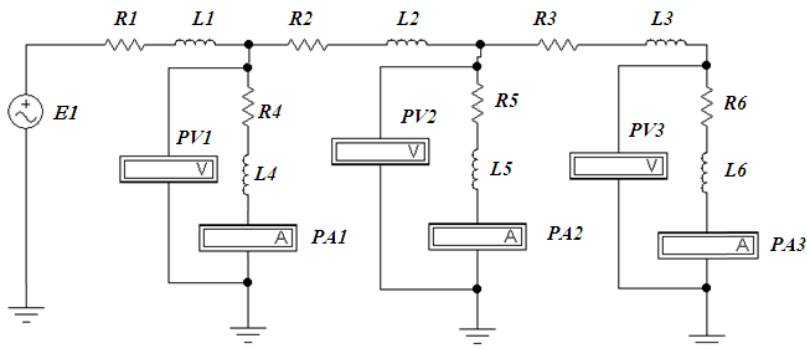 R1 L1 R2 L2 R3 L3
E1
PV1
V
R4
L4
A
PA1
PV2
V
R5
L5
A
PA2
PV3
V
R6
L6
A
PA3